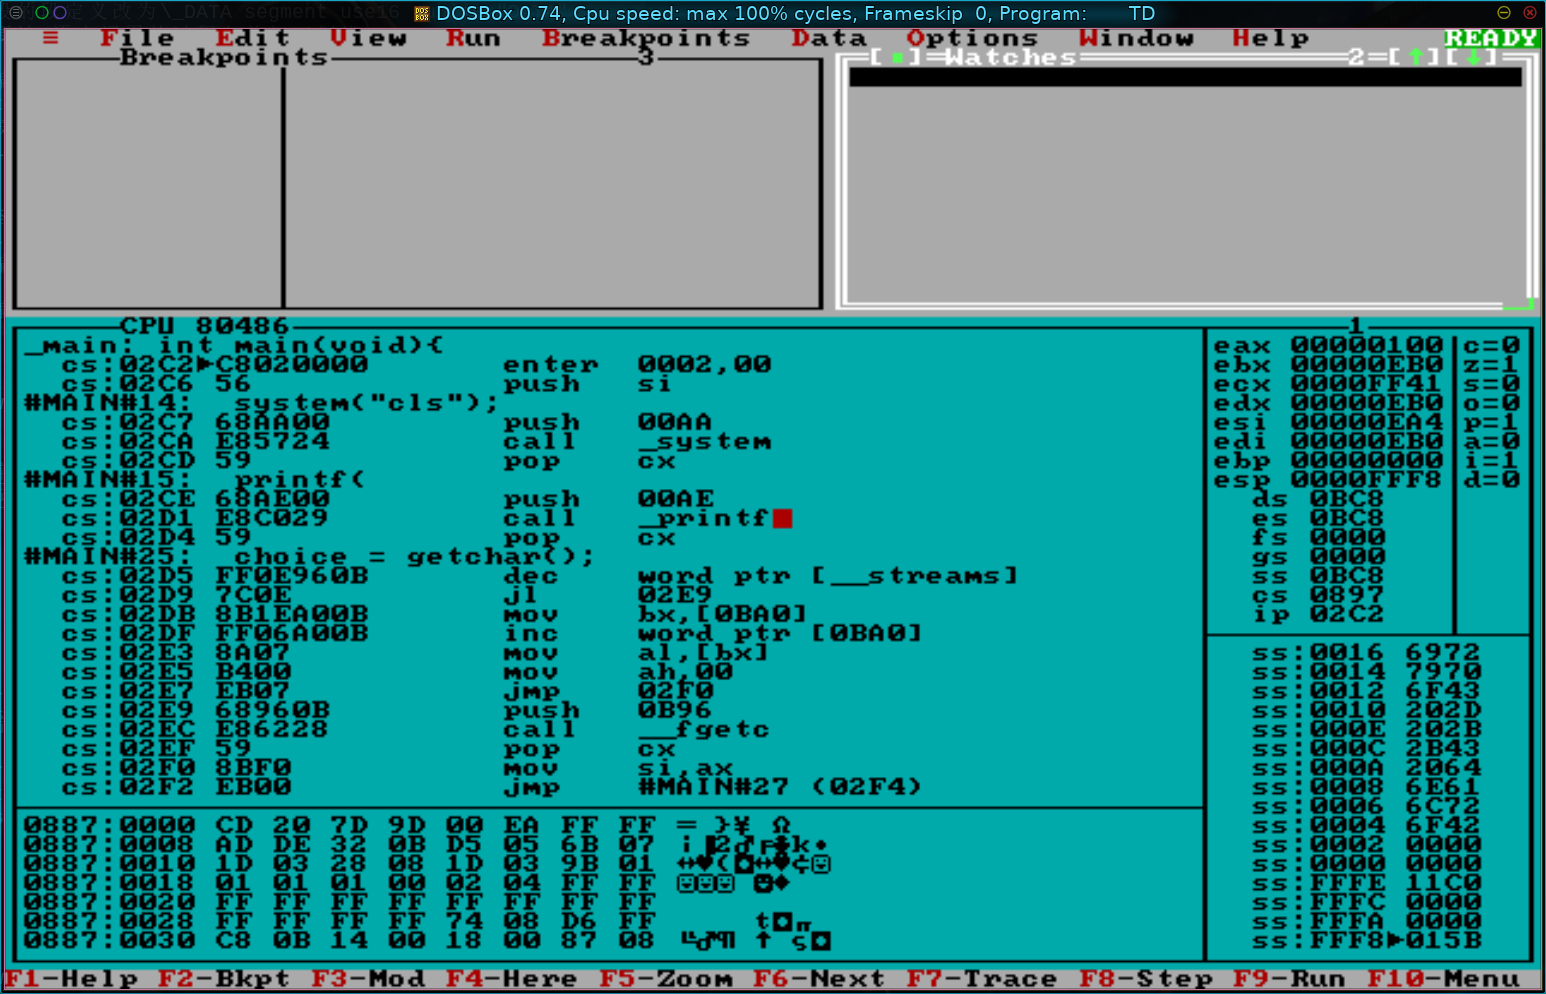 DOSBox 0.74, Cpu speed: max 100% cycles, Frameskip 0, Program: TD
≡ File Edit View Run Breakpoints Data Options Window Help READY
Breakpoints 3
[■]=Watches 2=[↑][↓]
CPU 80486 1
_main: int main(void){
cs:02C2►C8020000 enter 0002,00
cs:02C6 56 push si
#MAIN#14: system("cls");
cs:02C7 68AA00 push 00AA
cs:02CA E85724 call _system
cs:02CD 59 pop cx
#MAIN#15: printf(
cs:02CE 68AE00 push 00AE
cs:02D1 E8C029 call _printf
cs:02D4 59 pop cx
#MAIN#25: choice = getchar();
cs:02D5 FF0E960B dec word ptr [__streams]
cs:02D9 7C0E jl 02E9
cs:02DB 8B1EA00B mov bx,[0BA0]
cs:02DF FF06A00B inc word ptr [0BA0]
cs:02E3 8A07 mov al,[bx]
cs:02E5 B400 mov ah,00
cs:02E7 EB07 jmp 02F0
cs:02E9 68960B push 0B96
cs:02EC E86228 call __fgetc
cs:02EF 59 pop cx
cs:02F0 8BF0 mov si,ax
cs:02F2 EB00 jmp #MAIN#27 (02F4)
eax 00000100 c=0
ebx 00000EB0 z=1
ecx 0000FF41 s=0
edx 00000EB0 o=0
esi 00000EA4 p=1
edi 00000EB0 a=0
ebp 00000000 i=1
esp 0000FFF8 d=0
ds 0BC8
es 0BC8
fs 0000
gs 0000
ss 0BC8
cs 0897
ip 02C2
0887:0000 CD 20 7D 9D 00 EA FF FF = }¥ Ω
0887:0008 AD DE 32 0B D5 05 6B 07
0887:0010 1D 03 28 08 1D 03 9B 01
0887:0018 01 01 01 00 02 04 FF FF
0887:0020 FF FF FF FF FF FF FF FF
0887:0028 FF FF FF FF 74 08 D6 FF
0887:0030 C8 0B 14 00 18 00 87 08
ss:0016 6972
ss:0014 7970
ss:0012 6F43
ss:0010 202D
ss:000E 202B
ss:000C 2B43
ss:000A 2064
ss:0008 6E61
ss:0006 6C72
ss:0004 6F42
ss:0002 0000
ss:0000 0000
ss:FFFE 11C0
ss:FFFC 0000
ss:FFFA 0000
ss:FFF8►015B
F1-Help F2-Bkpt F3-Mod F4-Here F5-Zoom F6-Next F7-Trace F8-Step F9-Run F10-Menu